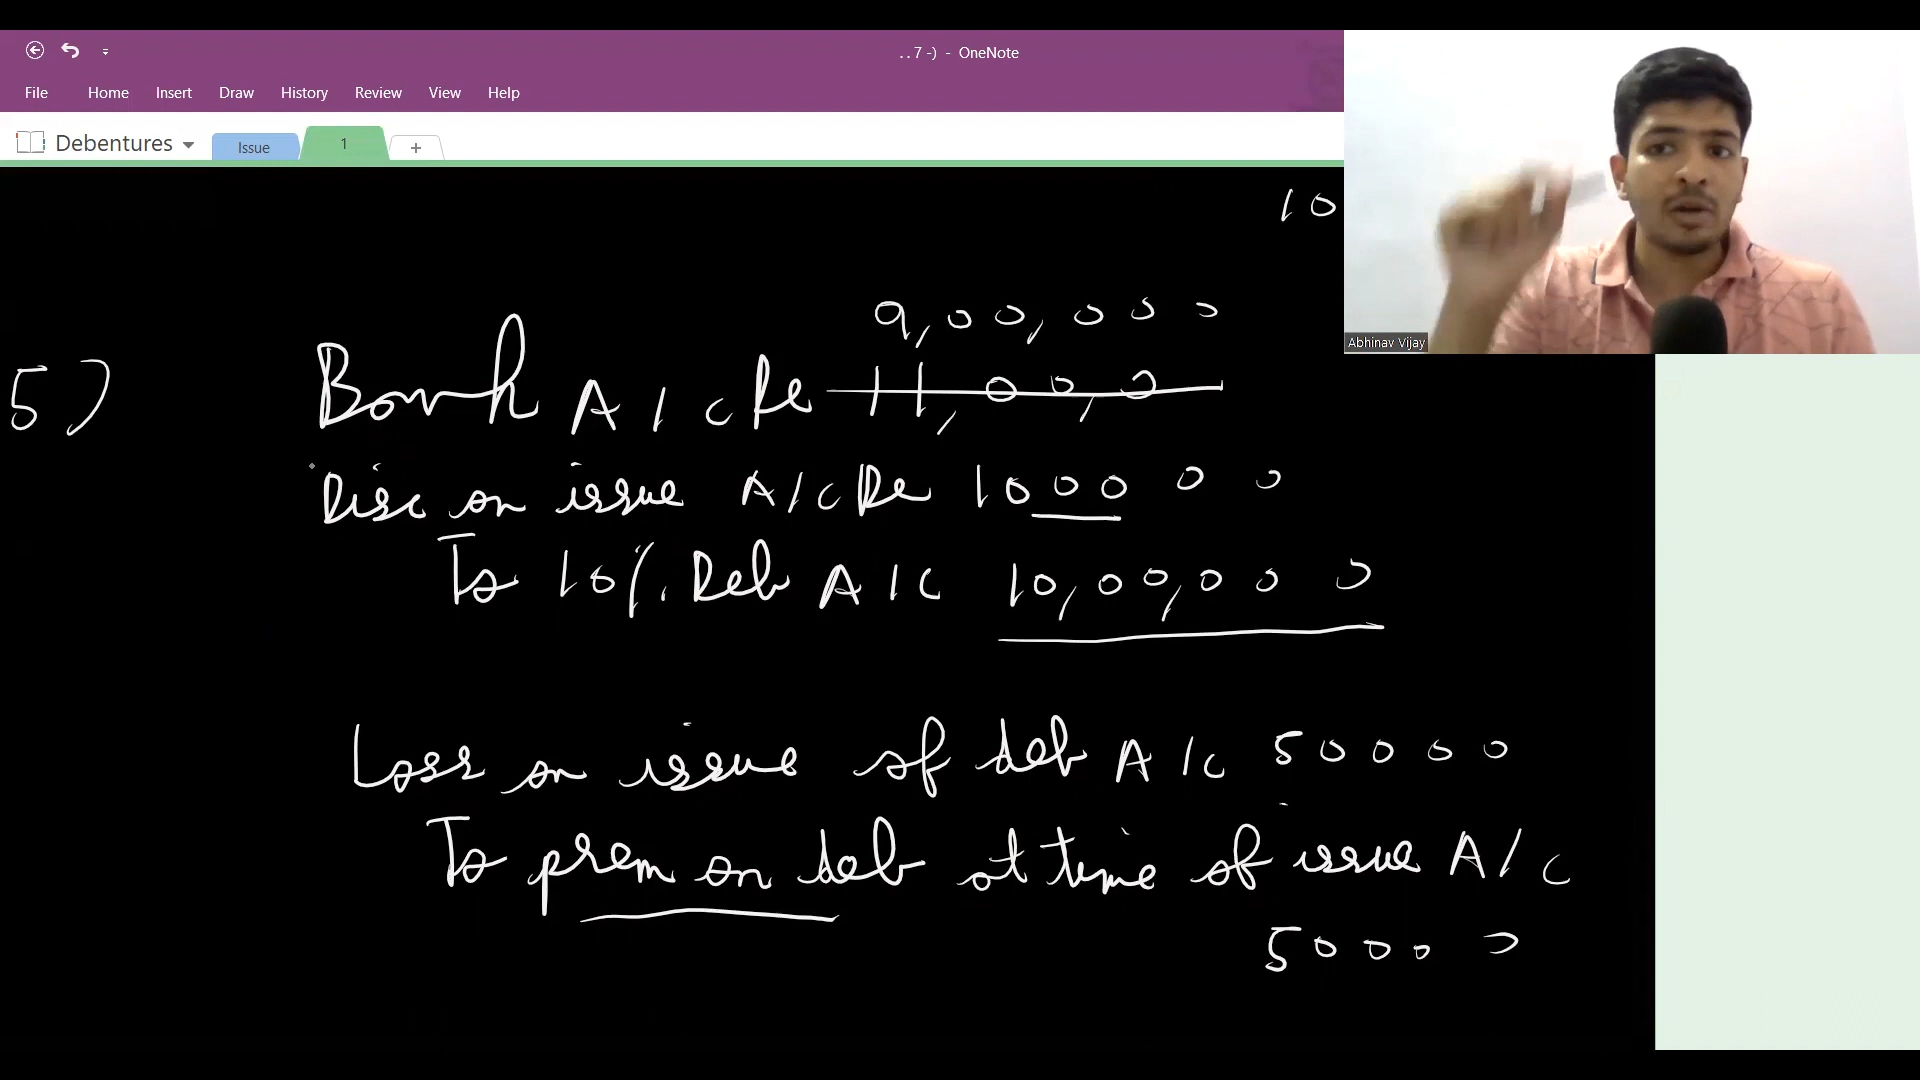 . . 7 -) - OneNote
File Home Insert Draw History Review View Help
Debentures Issue 1 +
10
Abhinav Vijay
9,00,000
5) Bank A/c Dr 11,00,0
Disc on issue A/c Dr 100000
To 10% Deb A/c 10,00,000
Loss on issue of deb A/c 50000
To prem on deb at time of issue A/c
50000